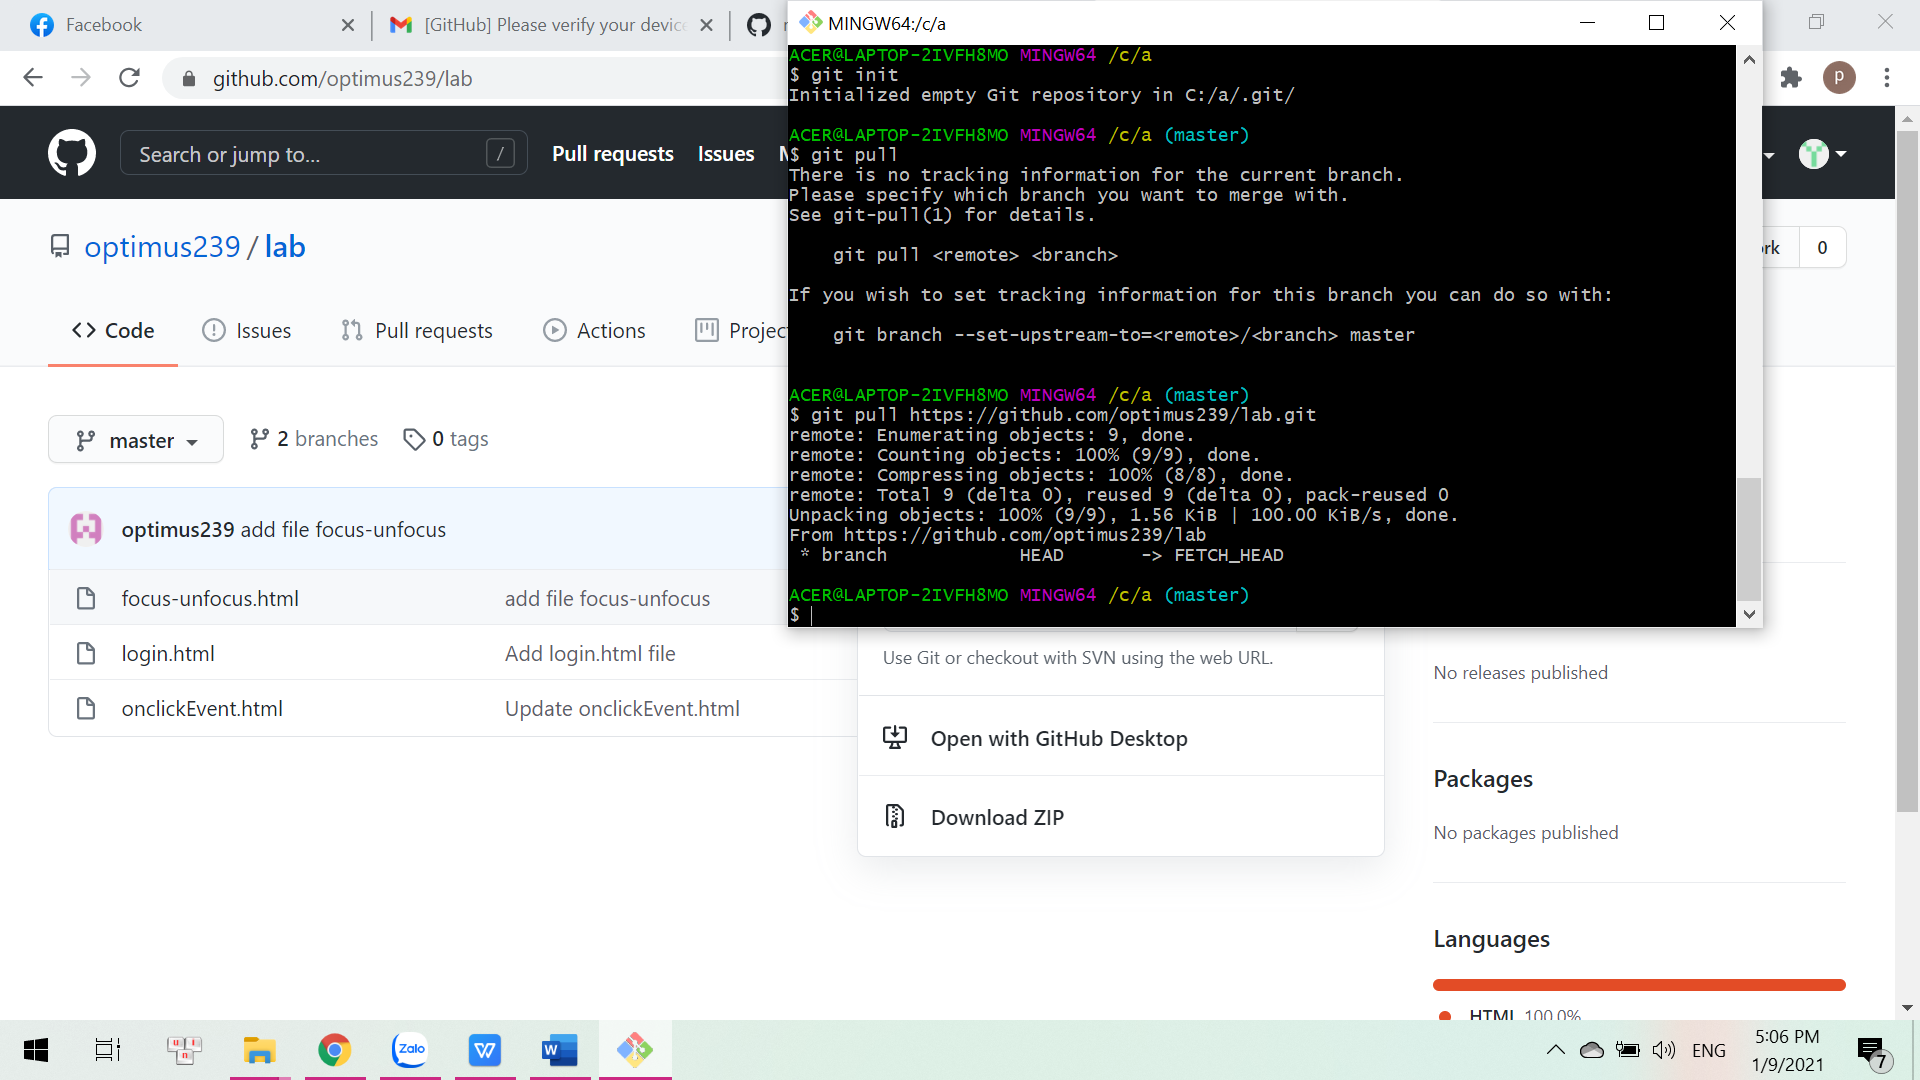 Facebook
[GitHub] Please verify your device
MINGW64:/c/a
github.com/optimus239/lab
P
Search or jump to...
/
Pull requests
Issues
optimus239 / lab
rk
0
Code
Issues
Pull requests
Actions
Project
master
2 branches
0 tags
optimus239 add file focus-unfocus
focus-unfocus.html
add file focus-unfocus
login.html
Add login.html file
onclickEvent.html
Update onclickEvent.html
ACER@LAPTOP-2IVFH8MO MINGW64 /c/a
$ git init
Initialized empty Git repository in C:/a/.git/
ACER@LAPTOP-2IVFH8MO MINGW64 /c/a (master)
$ git pull
There is no tracking information for the current branch.
Please specify which branch you want to merge with.
See git-pull(1) for details.
git pull <remote> <branch>
If you wish to set tracking information for this branch you can do so with:
git branch --set-upstream-to=<remote>/<branch> master
ACER@LAPTOP-2IVFH8MO MINGW64 /c/a (master)
$ git pull https://github.com/optimus239/lab.git
remote: Enumerating objects: 9, done.
remote: Counting objects: 100% (9/9), done.
remote: Compressing objects: 100% (8/8), done.
remote: Total 9 (delta 0), reused 9 (delta 0), pack-reused 0
Unpacking objects: 100% (9/9), 1.56 KiB | 100.00 KiB/s, done.
From https://github.com/optimus239/lab
* branch HEAD -> FETCH_HEAD
ACER@LAPTOP-2IVFH8MO MINGW64 /c/a (master)
$
Use Git or checkout with SVN using the web URL.
Open with GitHub Desktop
Download ZIP
No releases published
Packages
No packages published
Languages
HTML 100.0%
u
i
n
Zalo
W
W
ENG
5:06 PM
1/9/2021
7